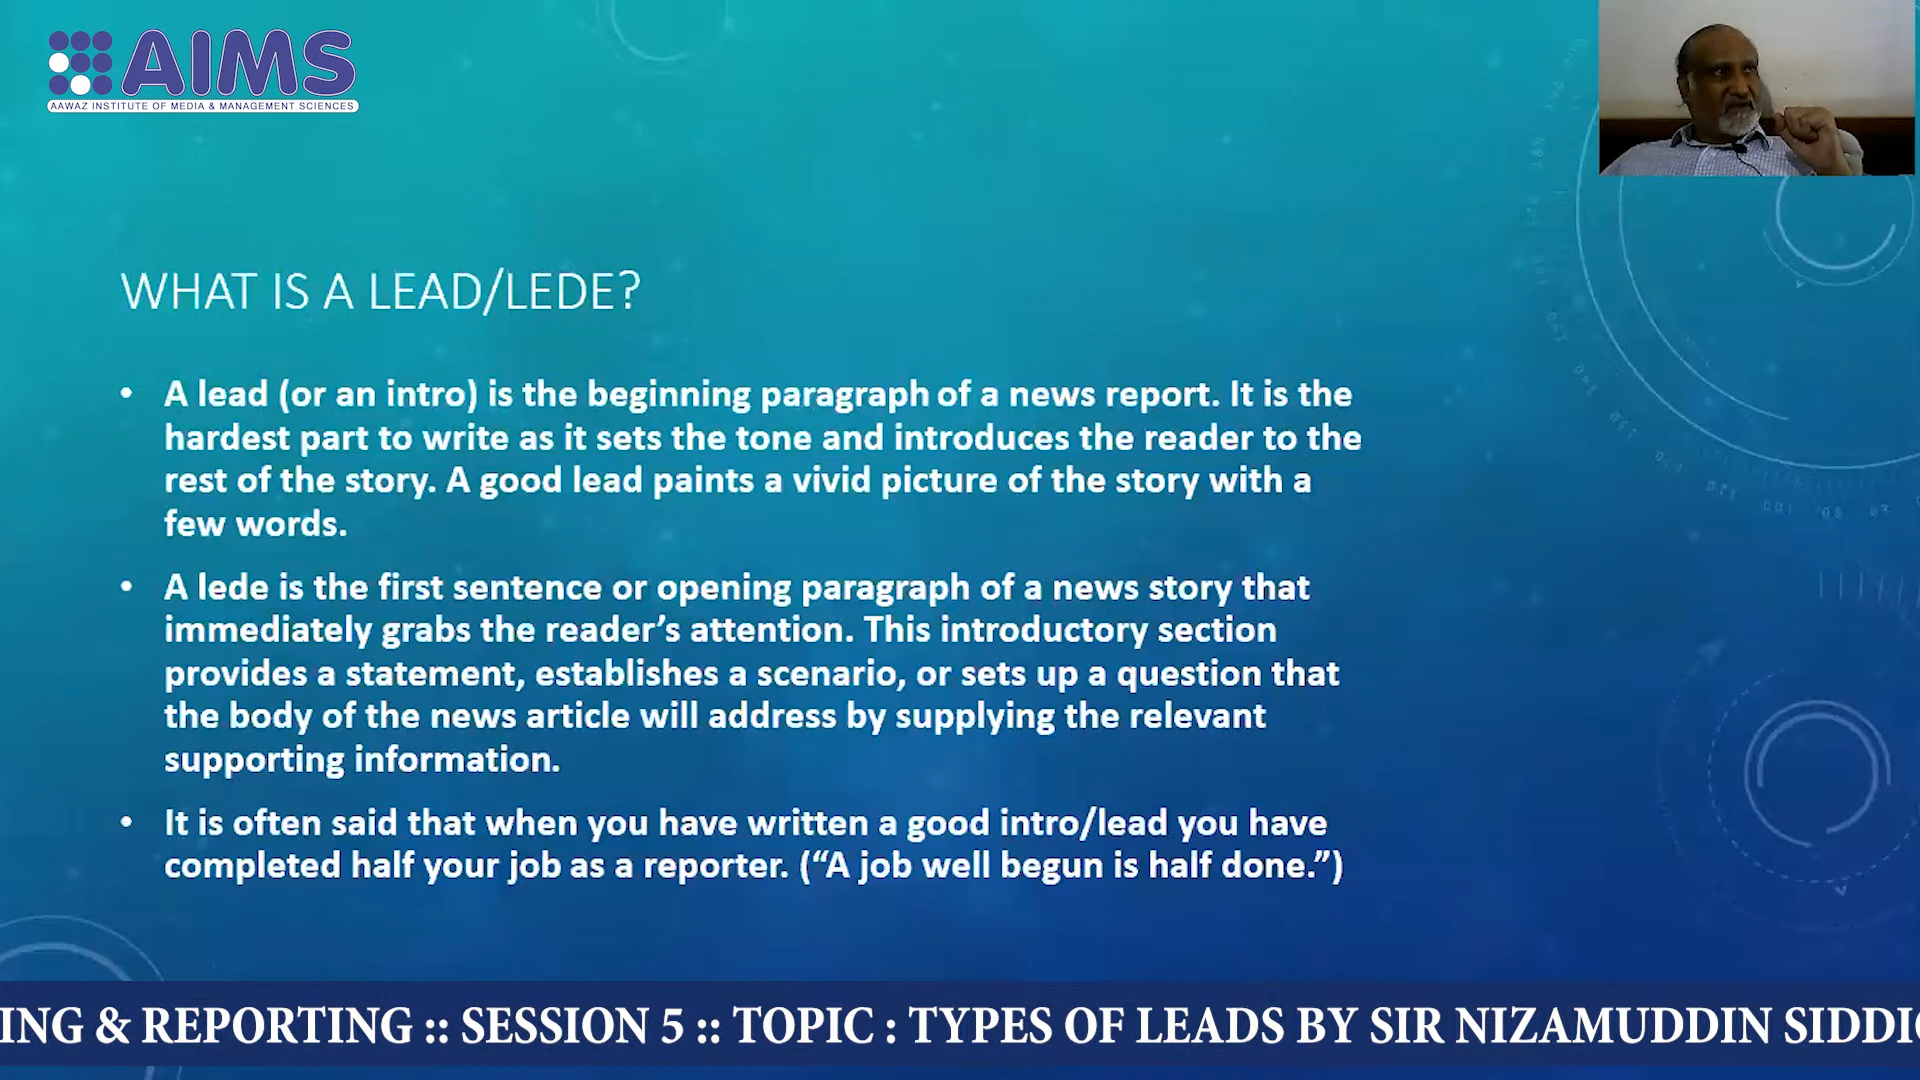 AIMS
AAWAZ INSTITUTE OF MEDIA & MANAGEMENT SCIENCES
WHAT IS A LEAD/LEDE?
• A lead (or an intro) is the beginning paragraph of a news report. It is the
hardest part to write as it sets the tone and introduces the reader to the
rest of the story. A good lead paints a vivid picture of the story with a
few words.
• A lede is the first sentence or opening paragraph of a news story that
immediately grabs the reader’s attention. This introductory section
provides a statement, establishes a scenario, or sets up a question that
the body of the news article will address by supplying the relevant
supporting information.
• It is often said that when you have written a good intro/lead you have
completed half your job as a reporter. (“A job well begun is half done.”)
ING & REPORTING :: SESSION 5 :: TOPIC : TYPES OF LEADS BY SIR NIZAMUDDIN